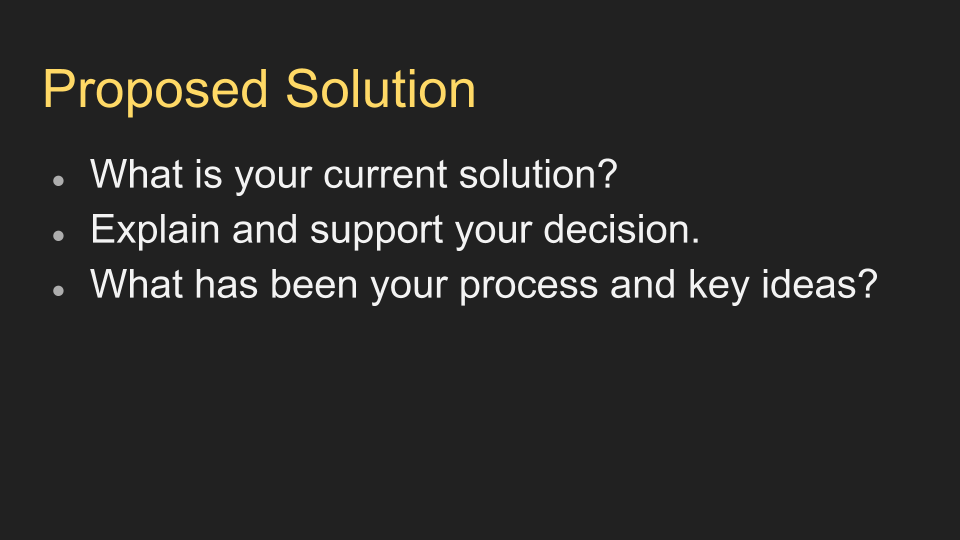 Proposed Solution
● What is your current solution?
● Explain and support your decision.
● What has been your process and key ideas?